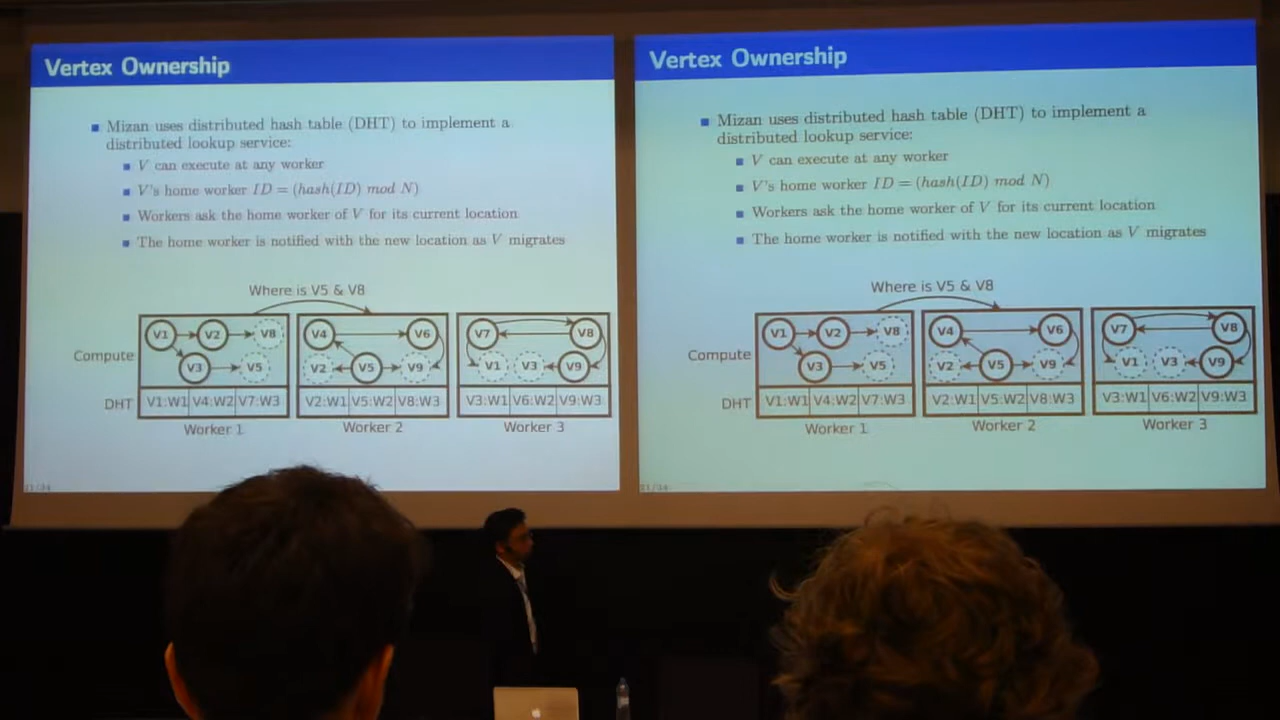 Vertex Ownership
Mizan uses distributed hash table (DHT) to implement a
distributed lookup service:
V can execute at any worker
V's home worker ID = (hash(ID) mod N)
Workers ask the home worker of V for its current location
The home worker is notified with the new location as V migrates
Where is V5 & V8
V1 V2 V8 V4 V6 V7 V8
Compute
V3 V5 V2 V5 V9 V1 V3 V9
DHT V1:W1 V4:W2 V7:W3 V2:W1 V5:W2 V8:W3 V3:W1 V6:W2 V9:W3
Worker 1 Worker 2 Worker 3
21/34
Vertex Ownership
Mizan uses distributed hash table (DHT) to implement a
distributed lookup service:
V can execute at any worker
V's home worker ID = (hash(ID) mod N)
Workers ask the home worker of V for its current location
The home worker is notified with the new location as V migrates
Where is V5 & V8
V1 V2 V8 V4 V6 V7 V8
Compute
V3 V5 V2 V5 V9 V1 V3 V9
DHT V1:W1 V4:W2 V7:W3 V2:W1 V5:W2 V8:W3 V3:W1 V6:W2 V9:W3
Worker 1 Worker 2 Worker 3
21/34